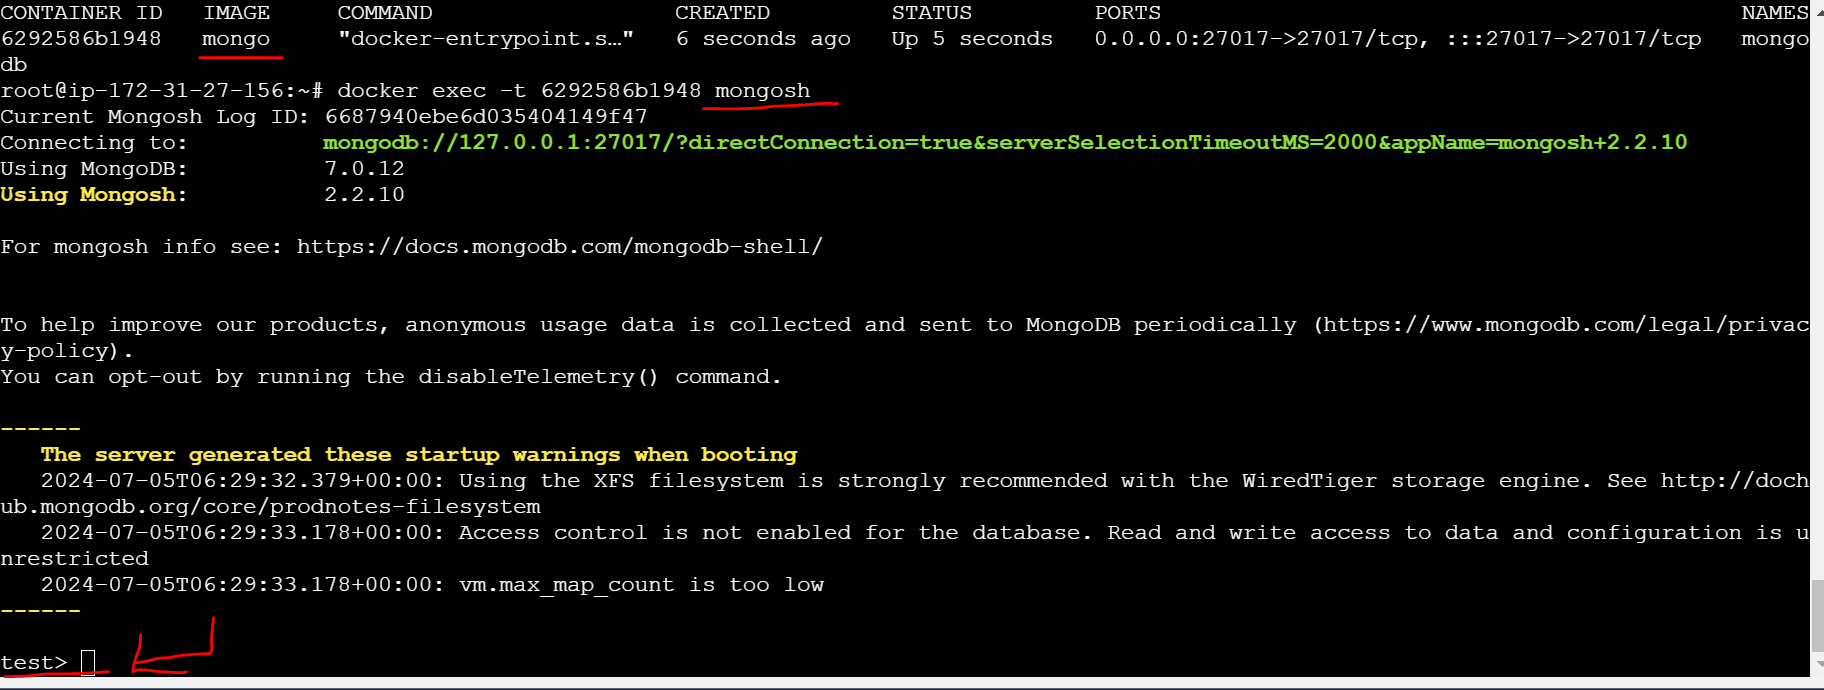 CONTAINER ID   IMAGE     COMMAND                  CREATED         STATUS         PORTS                                           NAMES
6292586b1948   mongo     "docker-entrypoint.s…"   6 seconds ago   Up 5 seconds   0.0.0.0:27017->27017/tcp, :::27017->27017/tcp   mongo
db
root@ip-172-31-27-156:~# docker exec -t 6292586b1948 mongosh
Current Mongosh Log ID: 6687940ebe6d035404149f47
Connecting to:          mongodb://127.0.0.1:27017/?directConnection=true&serverSelectionTimeoutMS=2000&appName=mongosh+2.2.10
Using MongoDB:          7.0.12
Using Mongosh:          2.2.10
For mongosh info see: https://docs.mongodb.com/mongodb-shell/
To help improve our products, anonymous usage data is collected and sent to MongoDB periodically (https://www.mongodb.com/legal/privac
y-policy).
You can opt-out by running the disableTelemetry() command.
------
   The server generated these startup warnings when booting
   2024-07-05T06:29:32.379+00:00: Using the XFS filesystem is strongly recommended with the WiredTiger storage engine. See http://doch
ub.mongodb.org/core/prodnotes-filesystem
   2024-07-05T06:29:33.178+00:00: Access control is not enabled for the database. Read and write access to data and configuration is u
nrestricted
   2024-07-05T06:29:33.178+00:00: vm.max_map_count is too low
------
test>